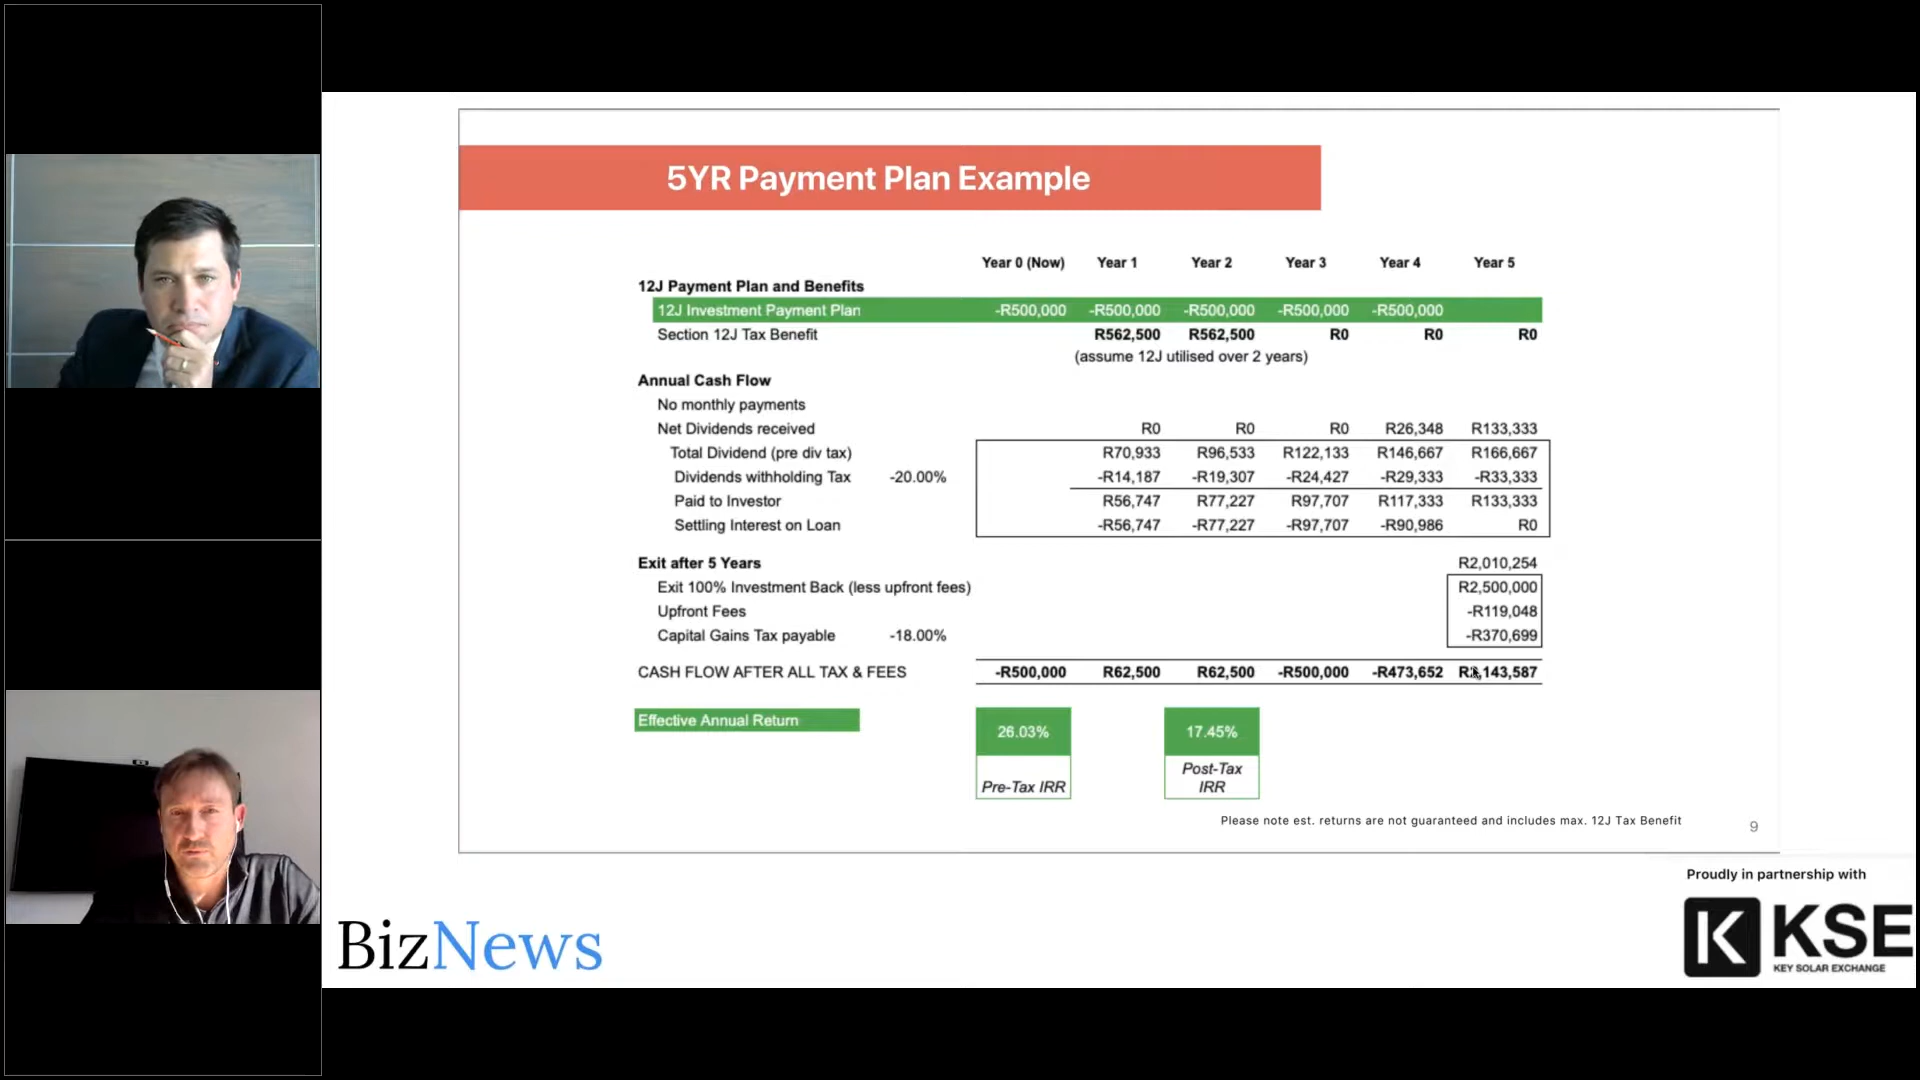 5YR Payment Plan Example
Year 0 (Now) Year 1 Year 2 Year 3 Year 4 Year 5
12J Payment Plan and Benefits
12J Investment Payment Plan -R500,000 -R500,000 -R500,000 -R500,000 -R500,000
Section 12J Tax Benefit R562,500 R562,500 R0 R0 R0
(assume 12J utilised over 2 years)
Annual Cash Flow
No monthly payments
Net Dividends received R0 R0 R0 R26,348 R133,333
Total Dividend (pre div tax) R70,933 R96,533 R122,133 R146,667 R166,667
Dividends withholding Tax -20.00% -R14,187 -R19,307 -R24,427 -R29,333 -R33,333
Paid to Investor R56,747 R77,227 R97,707 R117,333 R133,333
Settling Interest on Loan -R56,747 -R77,227 -R97,707 -R90,986 R0
Exit after 5 Years R2,010,254
Exit 100% Investment Back (less upfront fees) R2,500,000
Upfront Fees -R119,048
Capital Gains Tax payable -18.00% -R370,699
CASH FLOW AFTER ALL TAX & FEES -R500,000 R62,500 R62,500 -R500,000 -R473,652
Effective Annual Return 26.03% 17.45%
Pre-Tax IRR Post-Tax IRR
Please note est. returns are not guaranteed and includes max. 12J Tax Benefit
9
Proudly in partnership with
BizNews
K KSE
KEY SOLAR EXCHANGE